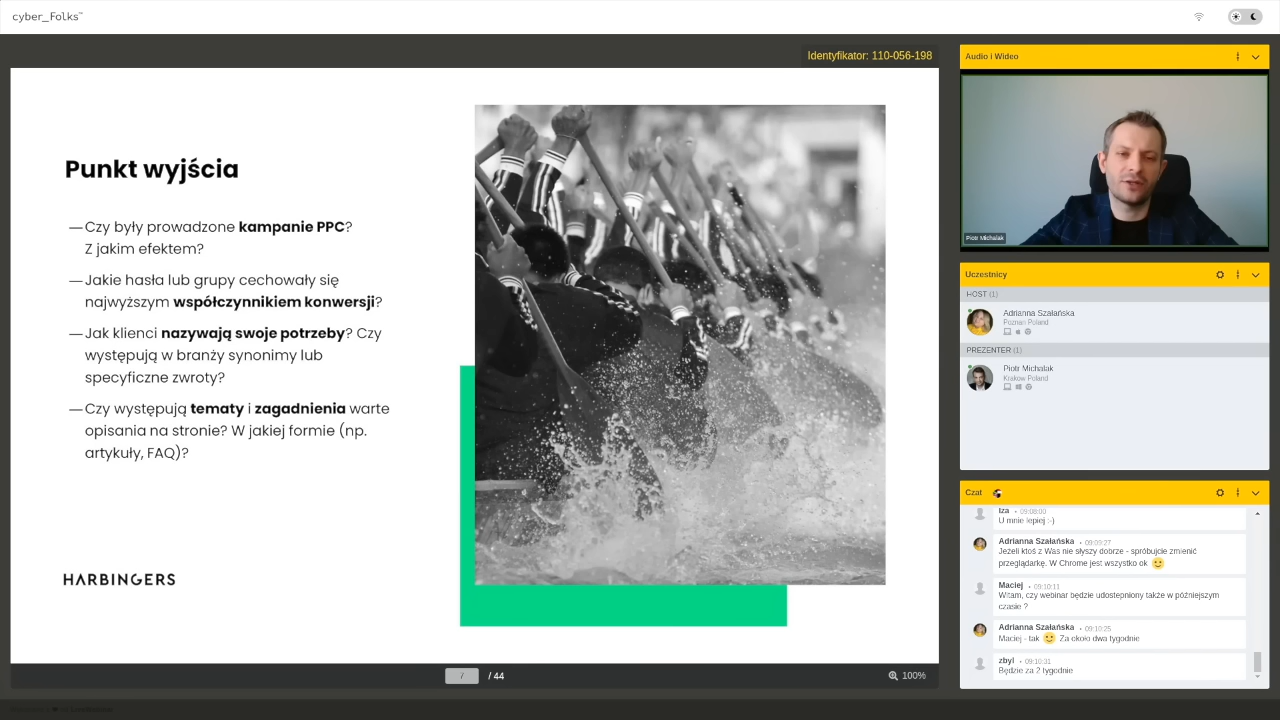 cyber_Folks™
Identyfikator: 110-056-198
Punkt wyjścia
— Czy były prowadzone kampanie PPC?
Z jakim efektem?
— Jakie hasła lub grupy cechowały się
najwyższym współczynnikiem konwersji?
— Jak klienci nazywają swoje potrzeby? Czy
występują w branży synonimy lub
specyficzne zwroty?
— Czy występują tematy i zagadnienia warte
opisania na stronie? W jakiej formie (np.
artykuły, FAQ)?
HARBINGERS
/ / 44
100%
Audio i Wideo
Piotr Michalak
Uczestnicy
HOST (1)
Adrianna Szałańska
Poznan Poland
PREZENTER (1)
Piotr Michalak
Krakow Poland
Czat
Iza • 09:08:00
U mnie lepiej :-)
Adrianna Szałańska • 09:09:27
Jeżeli ktoś z Was nie słyszy dobrze - spróbujcie zmienić
przeglądarkę. W Chrome jest wszystko ok
Maciej • 09:10:11
Witam, czy webinar będzie udostepniony także w późniejszym
czasie ?
Adrianna Szałańska • 09:10:25
Maciej - tak Za około dwa tygodnie
zbyl • 09:10:31
Będzie za 2 tygodnie